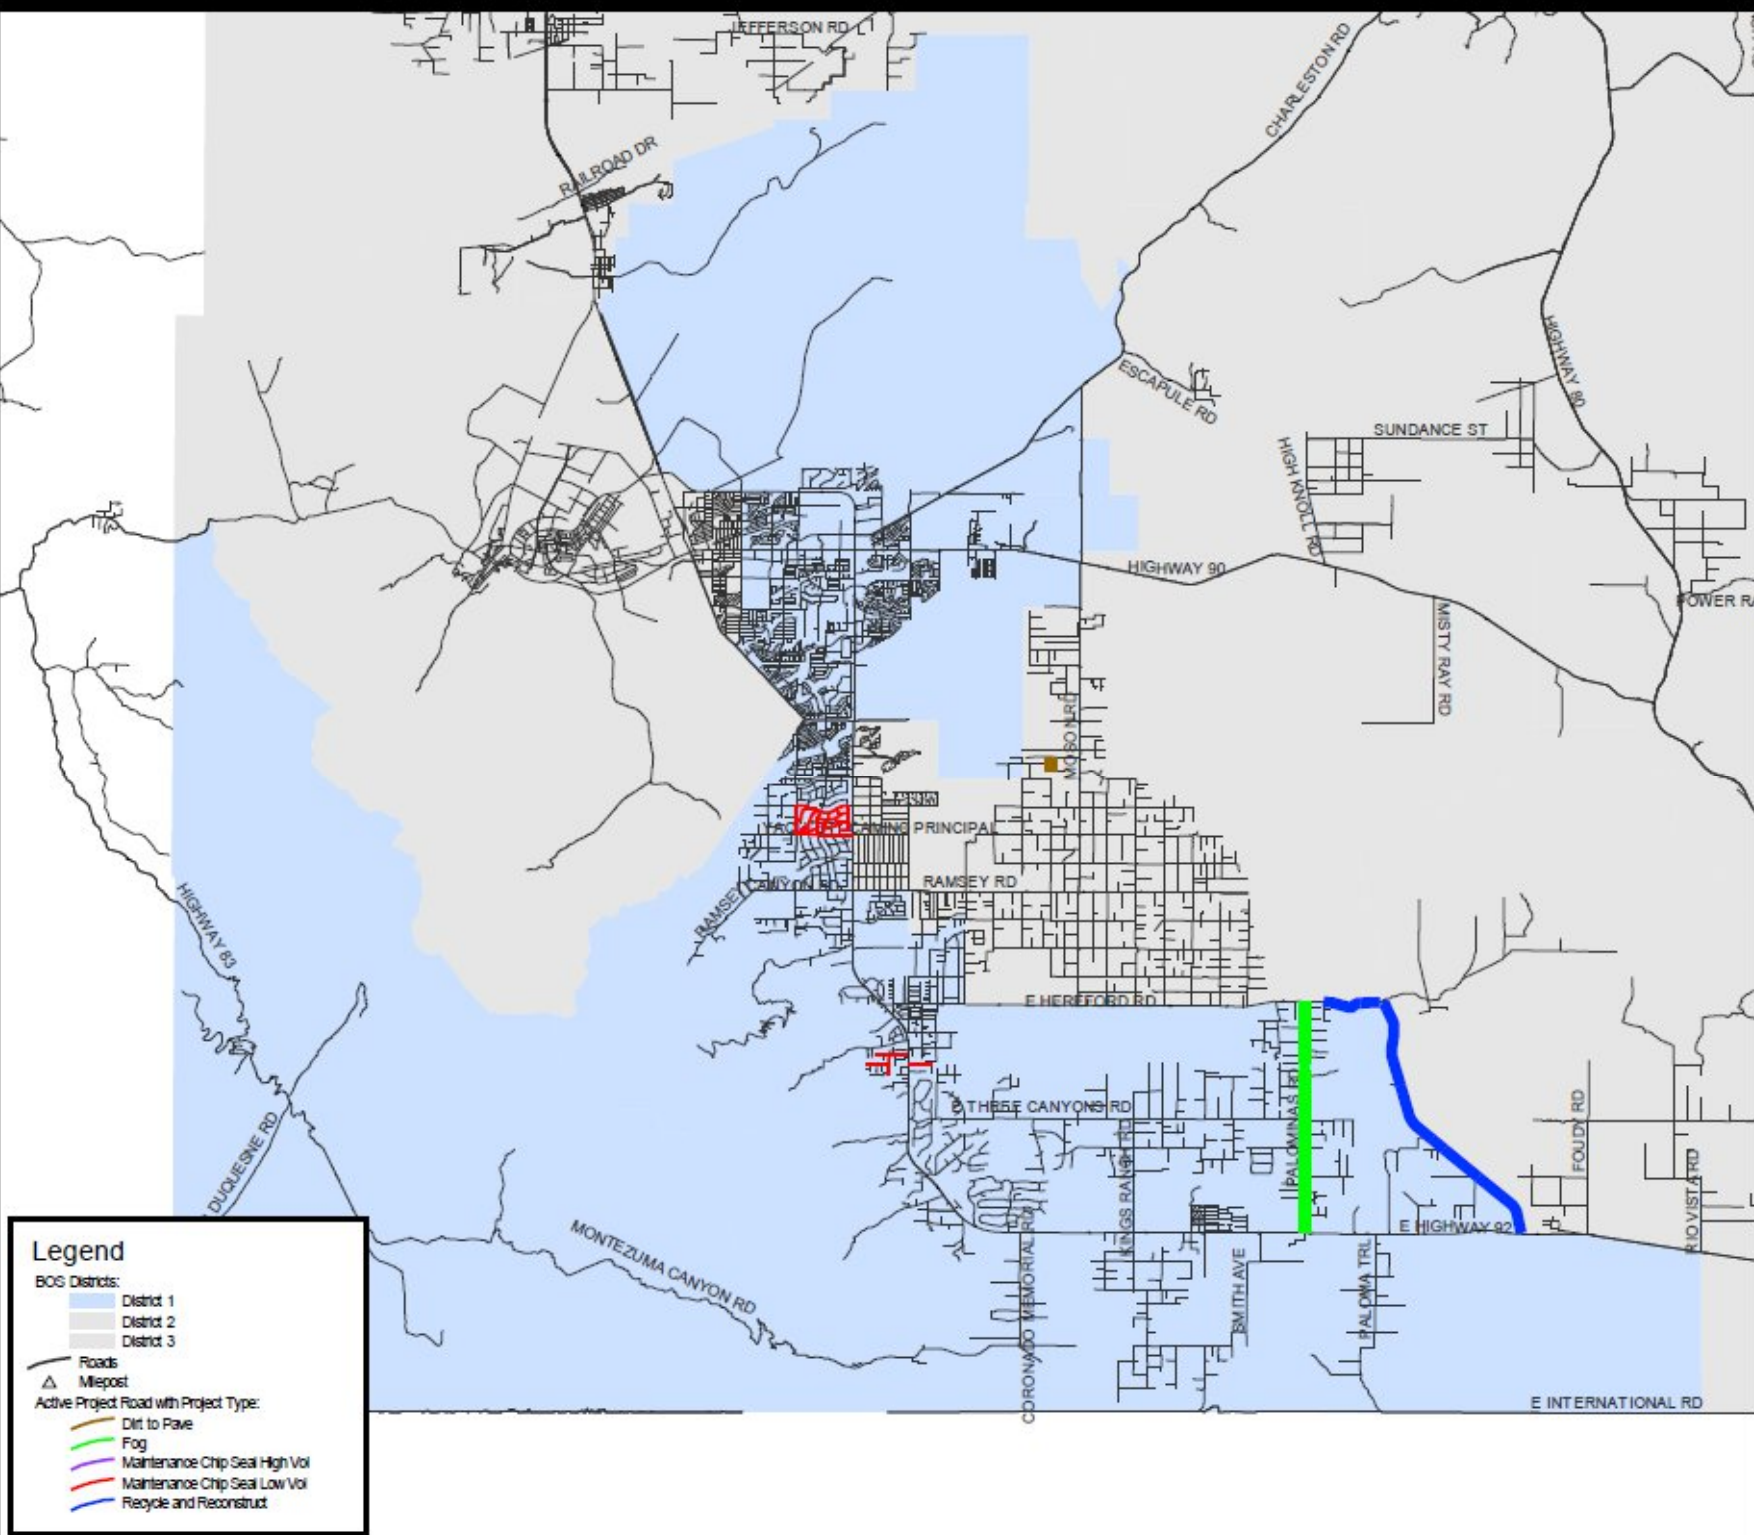 JEFFERSON RD
CHARLESTON RD
RAILROAD DR
ESCAPULE RD
HIGHWAY 80
SUNDANCE ST
HIGH KNOLL RD
HIGHWAY 90
POWER RA
MISTY RAY RD
MOSON RD
CAMINO PRINCIPAL
RAMSEY CANYON RD
RAMSEY RD
HIGHWAY 83
E HEREFORD RD
E THREE CANYONS RD
PALOMINAS RD
KINGS RANCH RD
FOUDY RD
RIO VISTA RD
DUQUESNE RD
E HIGHWAY 92
MONTEZUMA CANYON RD
CORONADO MEMORIAL RD
SMITH AVE
PALOMA TRL
E INTERNATIONAL RD
Legend
BOS Districts:
District 1
District 2
District 3
Roads
Milepost
Active Project Road with Project Type:
Dirt to Pave
Fog
Maintenance Chip Seal High Vol
Maintenance Chip Seal Low Vol
Recycle and Reconstruct